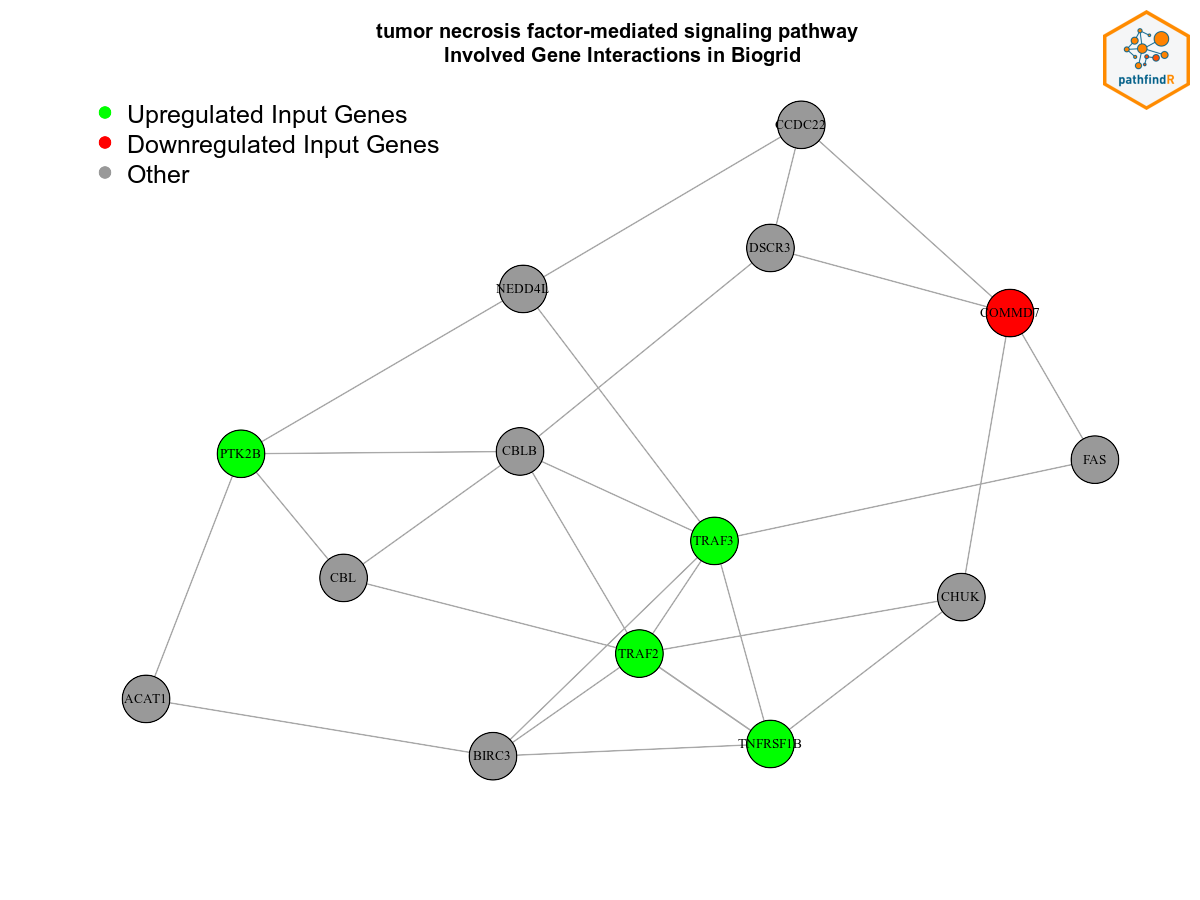 tumor necrosis factor-mediated signaling pathway
Involved Gene Interactions in Biogrid
pathfindR
Upregulated Input Genes
Downregulated Input Genes
Other
CCDC22
DSCR3
NEDD4L
COMMD7
PTK2B
CBLB
FAS
TRAF3
CBL
CHUK
TRAF2
ACAT1
TNFRSF1B
BIRC3